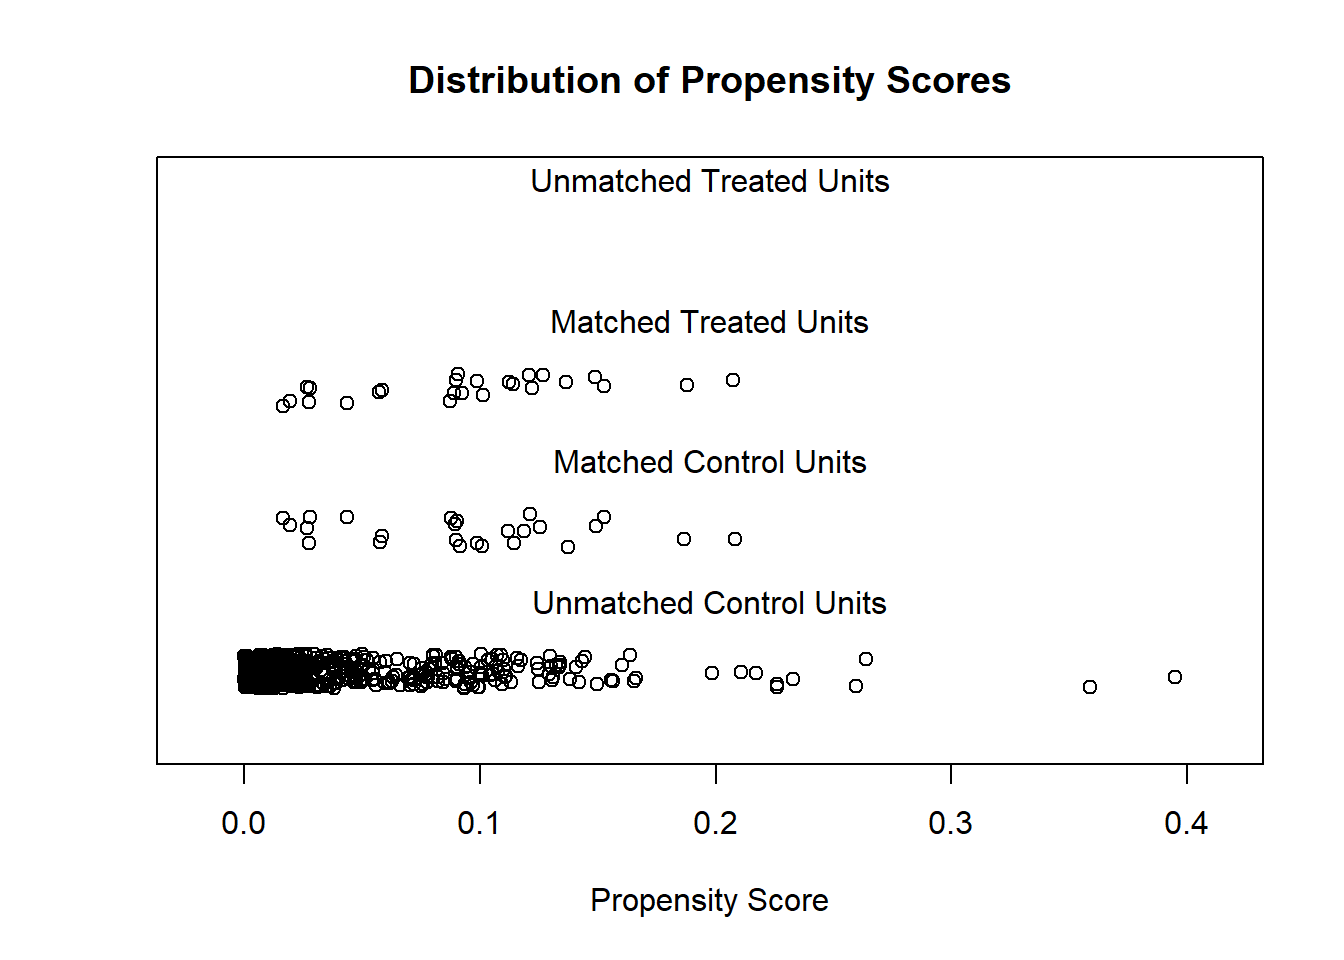 Distribution of Propensity Scores
Unmatched Treated Units
Matched Treated Units
Matched Control Units
Unmatched Control Units
0.0 0.1 0.2 0.3 0.4
Propensity Score